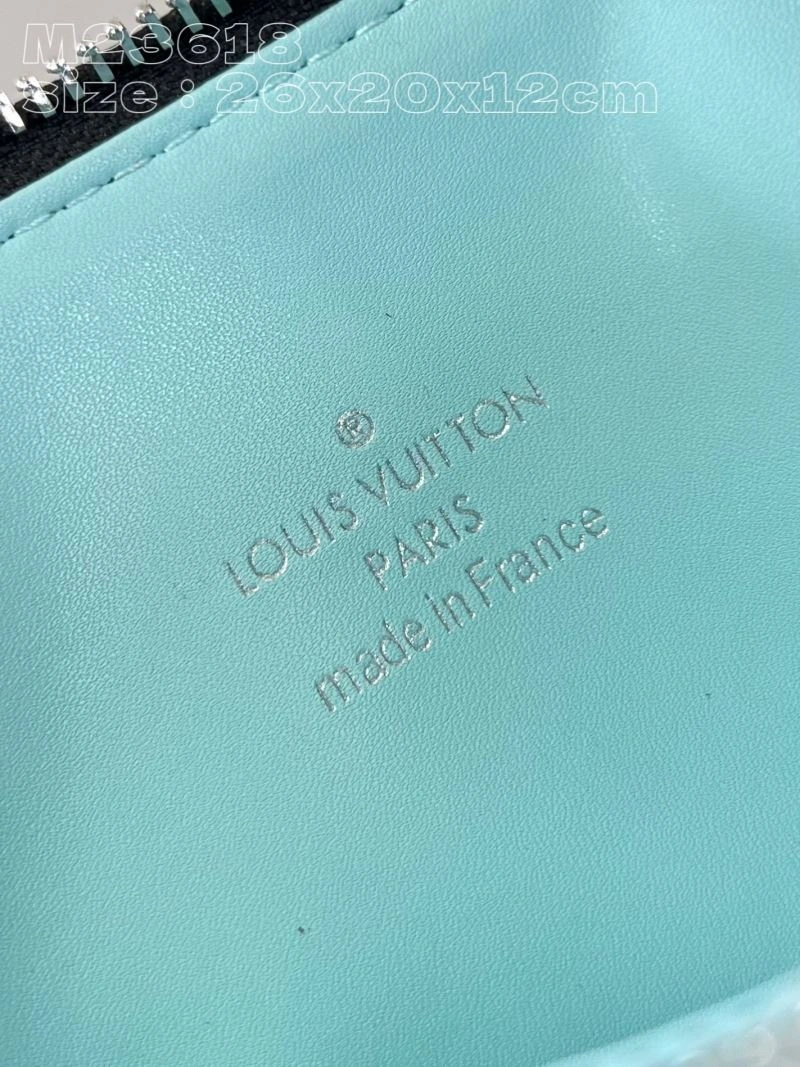 M23618
size : 26x20x12cm
®
LOUIS VUITTON
PARIS
made in France